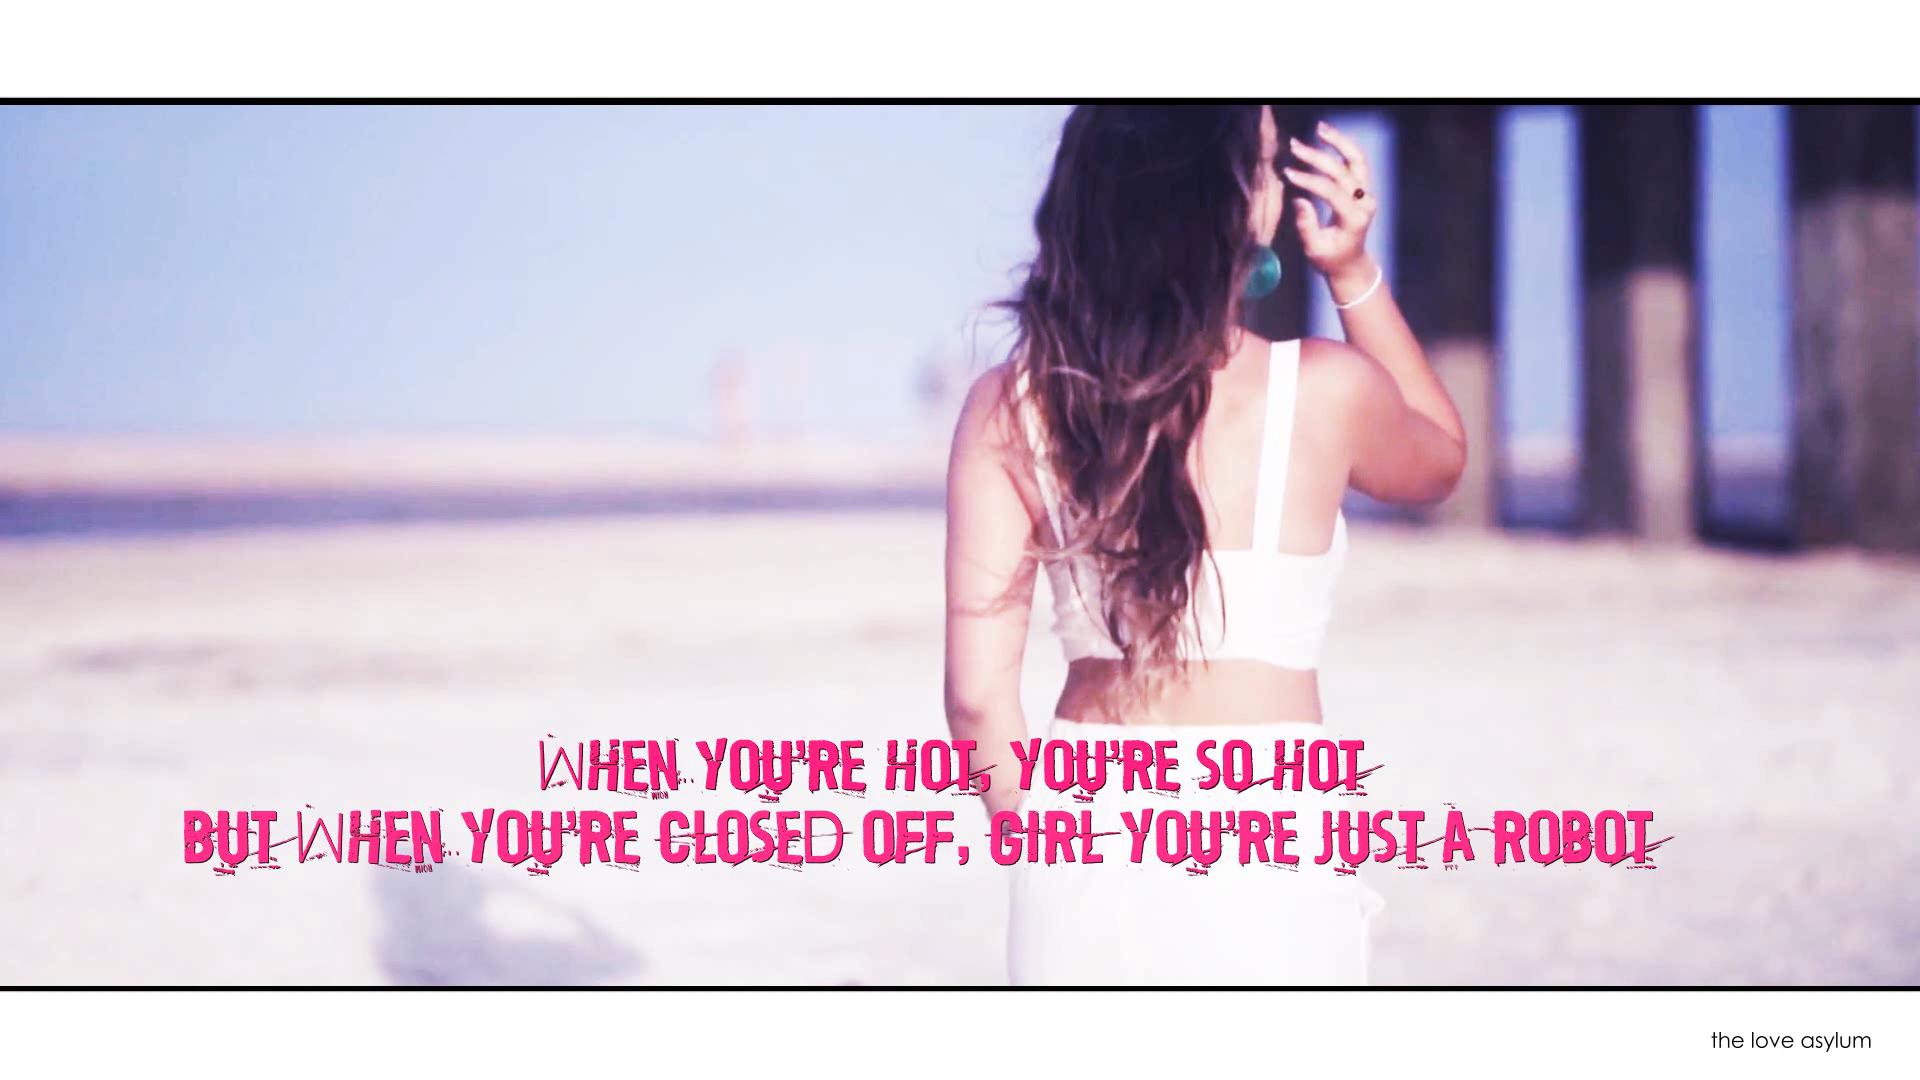 WHEN YOU'RE HOT, YOU'RE SO HOT
BUT WHEN YOU'RE CLOSED OFF, GIRL YOU'RE JUST A ROBOT
the love asylum